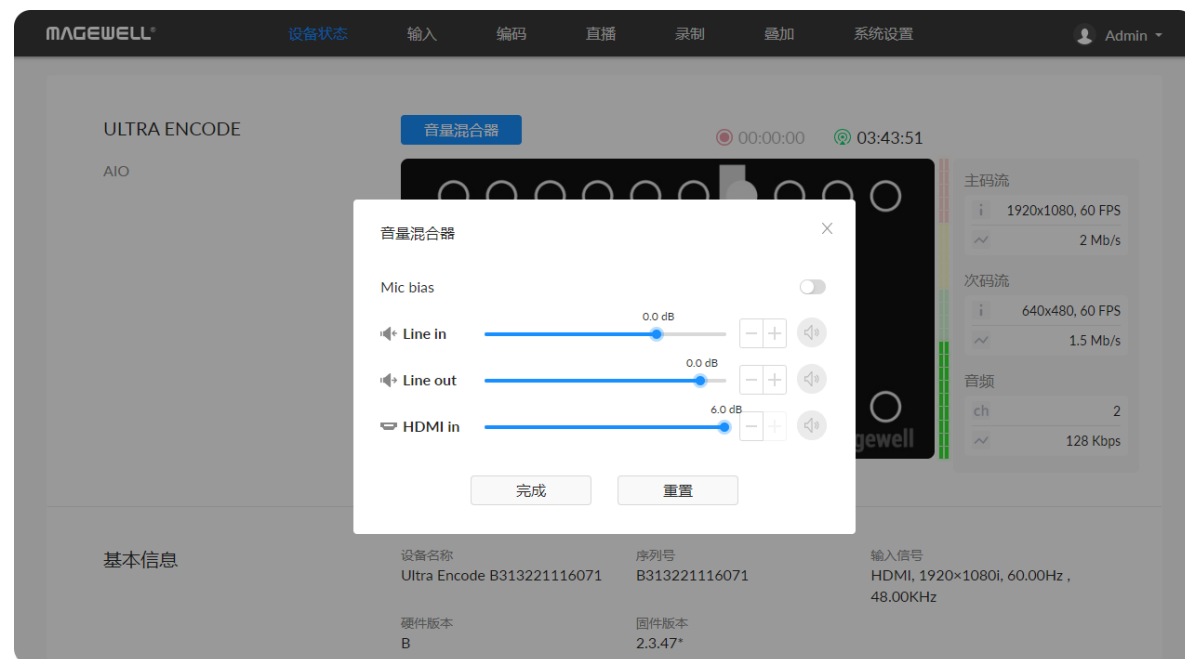 MAGEWELL®
设备状态 输入 编码 直播 录制 叠加 系统设置 Admin
ULTRA ENCODE
AIO
音量混合器
00:00:00 03:43:51
主码流
1920x1080, 60 FPS
2 Mb/s
次码流
640x480, 60 FPS
1.5 Mb/s
音频
ch 2
128 Kbps
gewell
音量混合器
Mic bias
0.0 dB
Line in
0.0 dB
Line out
6.0 dB
HDMI in
完成 重置
基本信息
设备名称 序列号 输入信号
Ultra Encode B313221116071 B313221116071 HDMI, 1920×1080i, 60.00Hz ,
48.00KHz
硬件版本 固件版本
B 2.3.47*